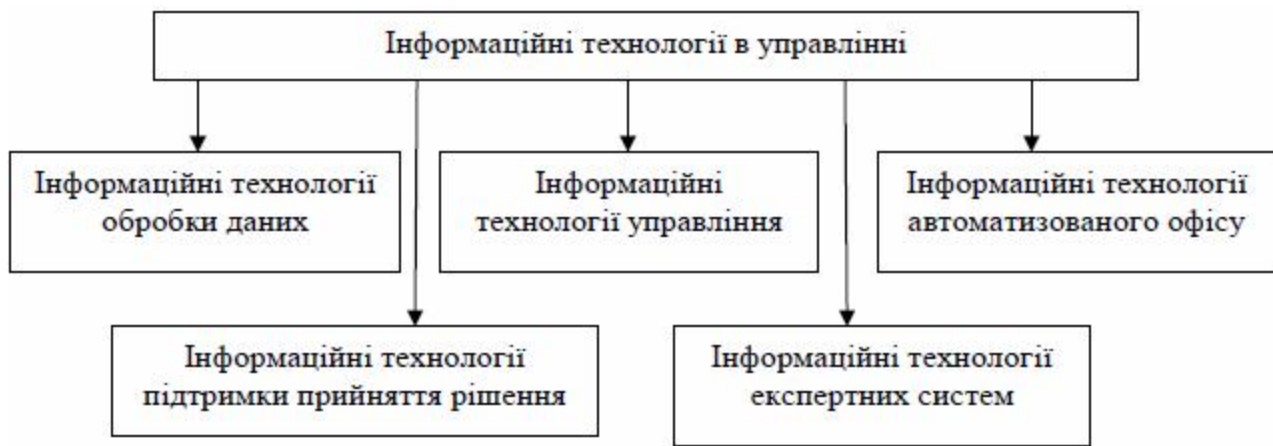 Інформаційні технології в управлінні
Інформаційні технології
обробки даних
Інформаційні
технології управління
Інформаційні технології
автоматизованого офісу
Інформаційні технології
підтримки прийняття рішення
Інформаційні технології
експертних систем